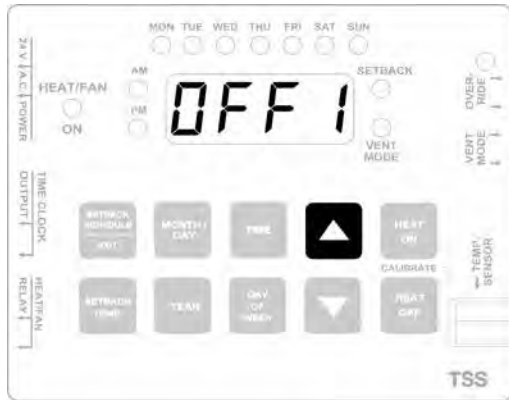 MON TUE WED THU FRI SAT SUN
24 V (A.C.) POWER
HEAT/FAN
ON
AM
PM
OFF1
SETBACK
VENT
MODE
OVER-
RIDE
VENT
MODE
TIME CLOCK
OUTPUT
SETBACK
SCHEDULE
MONTH /
DAY
TIME
HEAT
ON
CALIBRATE
TEMP.
SENSOR
HEAT/FAN
RELAY
SETBACK
TEMP
YEAR
DAY
OF
WEEK
HEAT
OFF
TSS